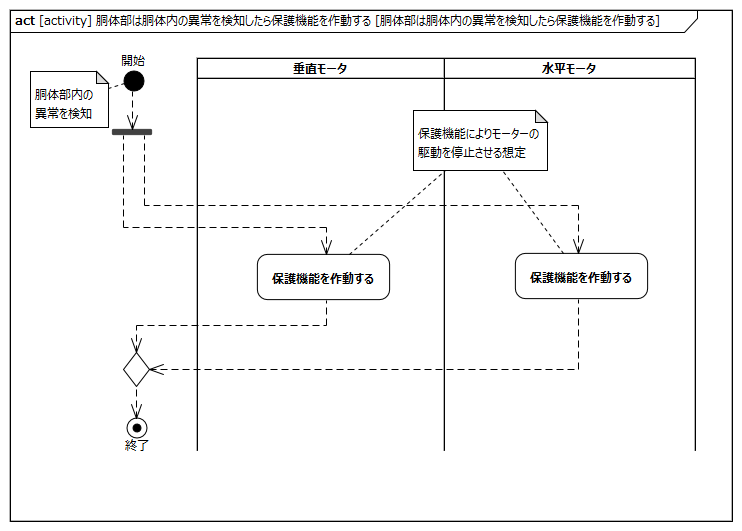 act [activity] 胴体部は胴体内の異常を検知したら保護機能を作動する [胴体部は胴体内の異常を検知したら保護機能を作動する]
開始
垂直モータ
水平モータ
胴体部内の
異常を検知
保護機能によりモーターの
駆動を停止させる想定
保護機能を作動する
保護機能を作動する
終了